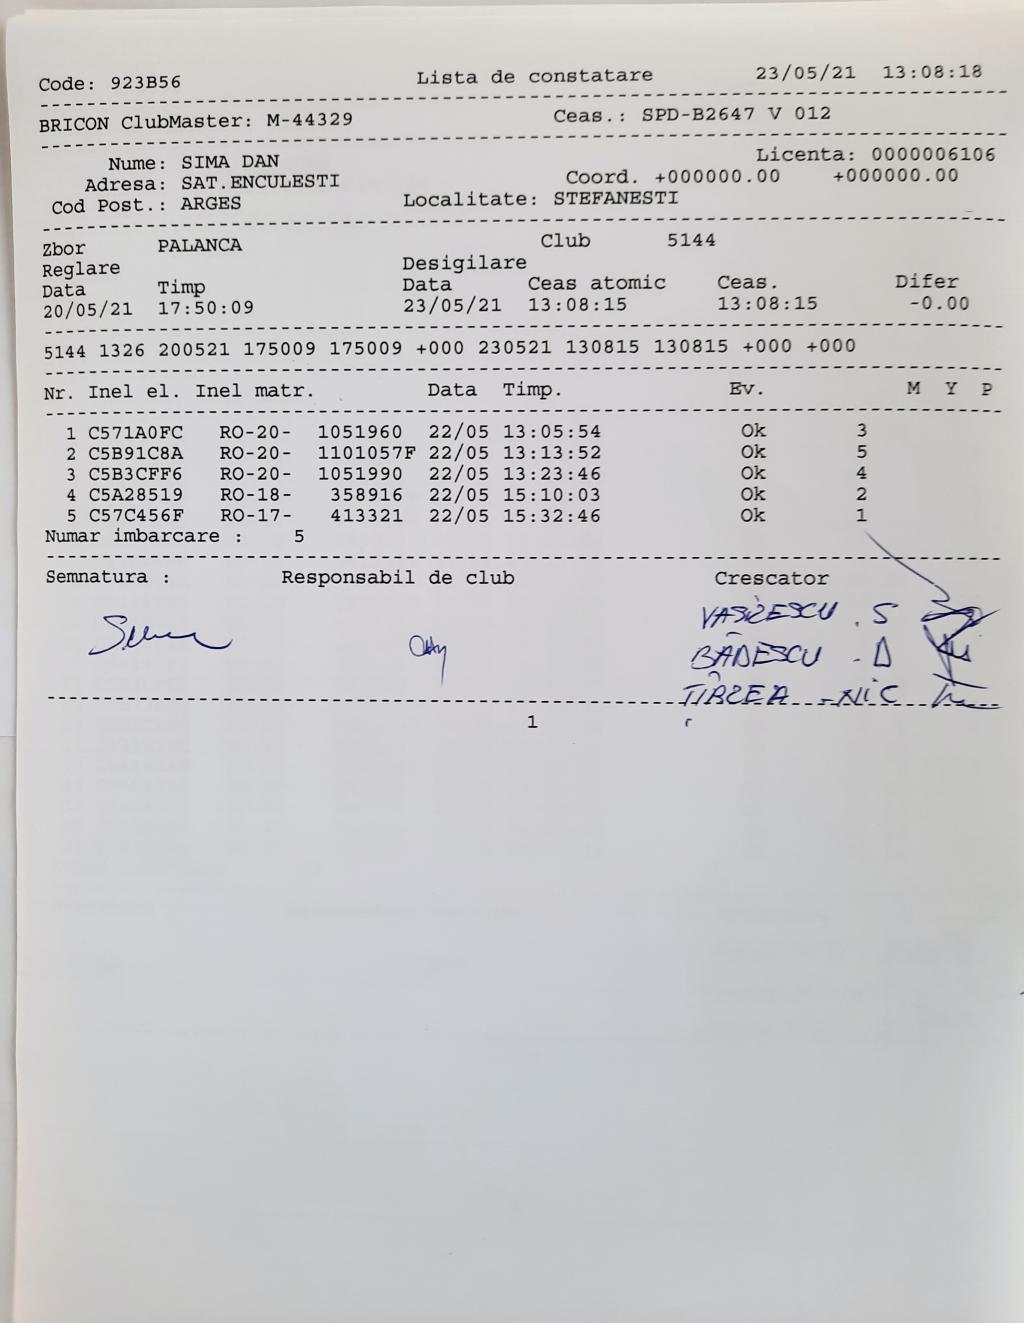 Code: 923B56 Lista de constatare 23/05/21 13:08:18
BRICON ClubMaster: M-44329 Ceas.: SPD-B2647 V 012
Nume: SIMA DAN Licenta: 0000006106
Adresa: SAT.ENCULESTI Coord. +000000.00 +000000.00
Cod Post.: ARGES Localitate: STEFANESTI
Zbor PALANCA Club 5144
Reglare Desigilare
Data Timp Data Ceas atomic Ceas. Difer
20/05/21 17:50:09 23/05/21 13:08:15 13:08:15 -0.00
5144 1326 200521 175009 175009 +000 230521 130815 130815 +000 +000
Nr. Inel el. Inel matr. Data Timp. Ev. M Y P
1 C571A0FC RO-20- 1051960 22/05 13:05:54 Ok 3
2 C5B91C8A RO-20- 1101057F 22/05 13:13:52 Ok 5
3 C5B3CFF6 RO-20- 1051990 22/05 13:23:46 Ok 4
4 C5A28519 RO-18- 358916 22/05 15:10:03 Ok 2
5 C57C456F RO-17- 413321 22/05 15:32:46 Ok 1
Numar imbarcare : 5
Semnatura : Responsabil de club Crescator
VASILESCU . S
BĂDESCU - D
NIC
1